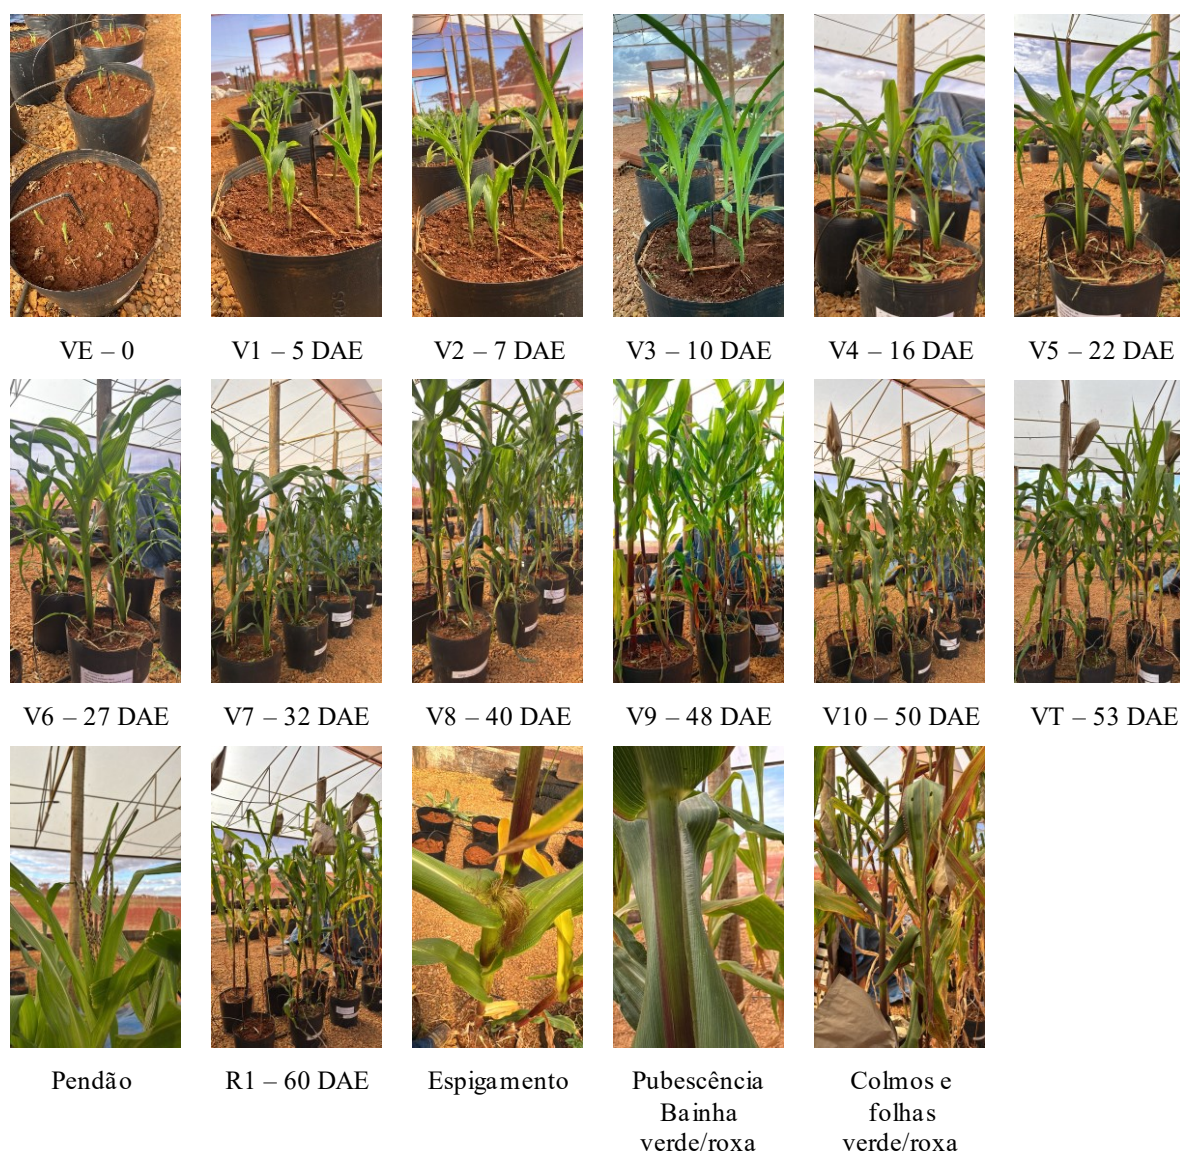 VE – 0
V1 – 5 DAE
V2 – 7 DAE
V3 – 10 DAE
V4 – 16 DAE
V5 – 22 DAE
V6 – 27 DAE
V7 – 32 DAE
V8 – 40 DAE
V9 – 48 DAE
V10 – 50 DAE
VT – 53 DAE
Pendão
R1 – 60 DAE
Espigamento
Pubescência
Bainha
verde/roxa
Colmos e
folhas
verde/roxa